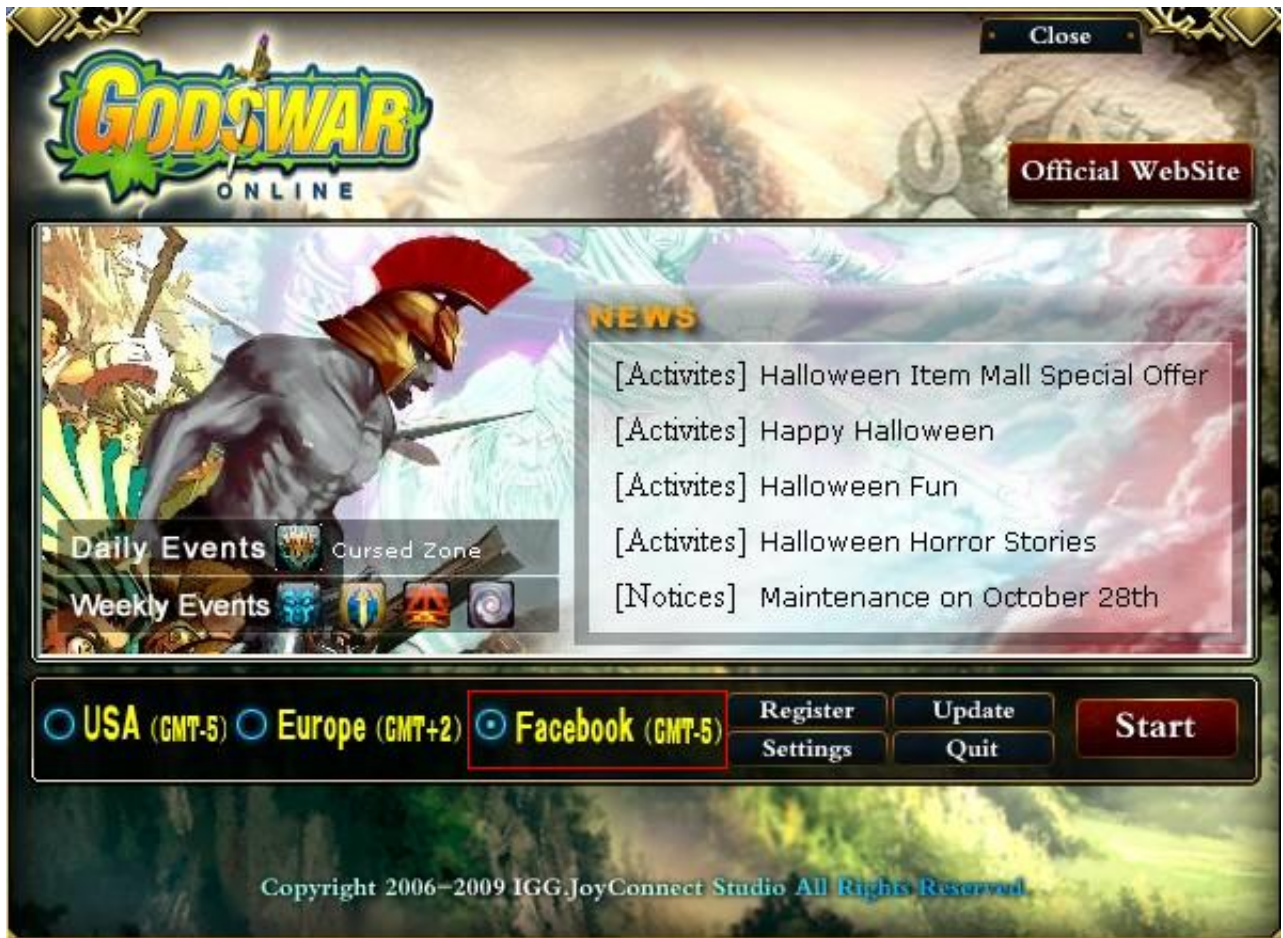 Close
GODSWAR
ONLINE
Official WebSite
NEWS
[Activites] Halloween Item Mall Special Offer
[Activites] Happy Halloween
[Activites] Halloween Fun
[Activites] Halloween Horror Stories
[Notices] Maintenance on October 28th
Daily Events Cursed Zone
Weekly Events
USA (GMT-5) Europe (GMT+2) Facebook (GMT-5)
Register Update
Settings Quit
Start
Copyright 2006-2009 IGG.JoyConnect Studio All Rights Reserved.